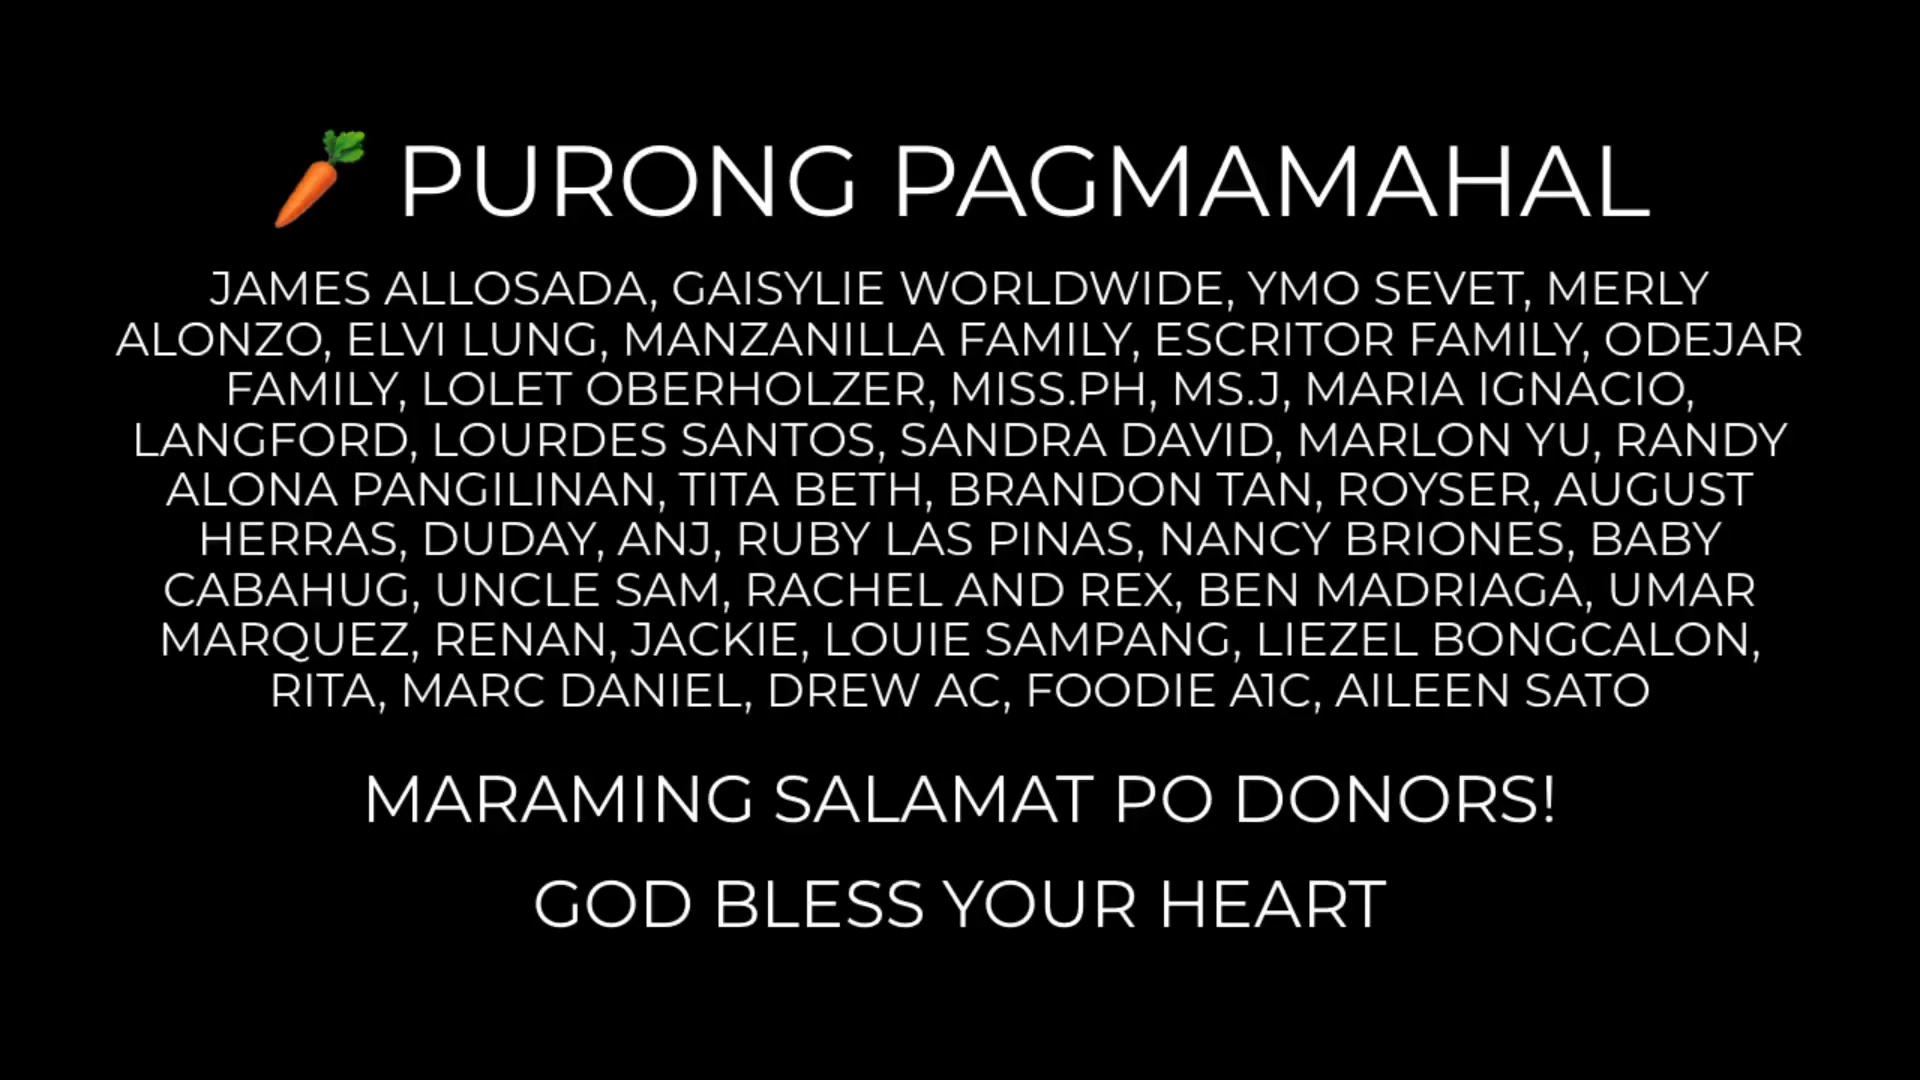 🥕 PURONG PAGMAMAHAL
JAMES ALLOSADA, GAISYLIE WORLDWIDE, YMO SEVET, MERLY
ALONZO, ELVI LUNG, MANZANILLA FAMILY, ESCRITOR FAMILY, ODEJAR
FAMILY, LOLET OBERHOLZER, MISS.PH, MS.J, MARIA IGNACIO,
LANGFORD, LOURDES SANTOS, SANDRA DAVID, MARLON YU, RANDY
ALONA PANGILINAN, TITA BETH, BRANDON TAN, ROYSER, AUGUST
HERRAS, DUDAY, ANJ, RUBY LAS PINAS, NANCY BRIONES, BABY
CABAHUG, UNCLE SAM, RACHEL AND REX, BEN MADRIAGA, UMAR
MARQUEZ, RENAN, JACKIE, LOUIE SAMPANG, LIEZEL BONGCALON,
RITA, MARC DANIEL, DREW AC, FOODIE A1C, AILEEN SATO
MARAMING SALAMAT PO DONORS!
GOD BLESS YOUR HEART